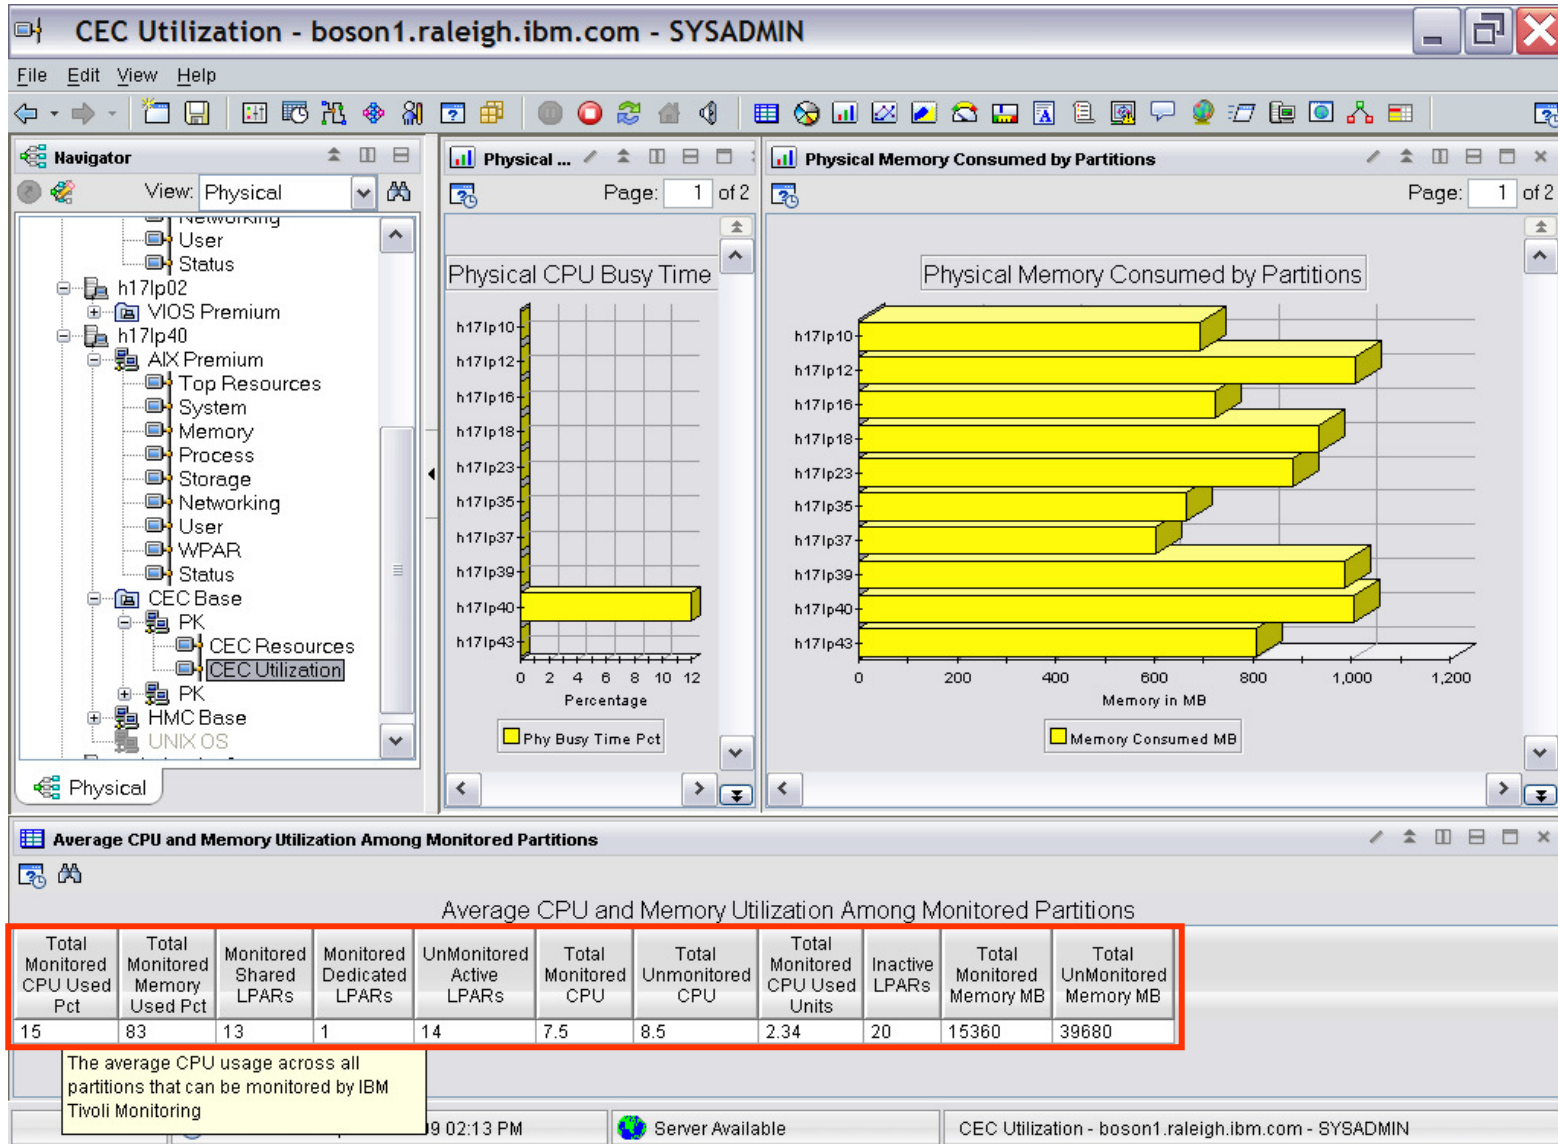 CEC Utilization - boson1.raleigh.ibm.com - SYSADMIN
File Edit View Help
Navigator
View: Physical
Networking
User
Status
h17lp02
VIOS Premium
h17lp40
AIX Premium
Top Resources
System
Memory
Process
Storage
Networking
User
WPAR
Status
CEC Base
PK
CEC Resources
CEC Utilization
PK
HMC Base
UNIX OS
Physical
Physical ...
Page: 1 of 2
Physical CPU Busy Time
h17lp10
h17lp12
h17lp16
h17lp18
h17lp23
h17lp35
h17lp37
h17lp39
h17lp40
h17lp43
0 2 4 6 8 10 12
Percentage
Phy Busy Time Pct
Physical Memory Consumed by Partitions
Page: 1 of 2
Physical Memory Consumed by Partitions
h17lp10
h17lp12
h17lp16
h17lp18
h17lp23
h17lp35
h17lp37
h17lp39
h17lp40
h17lp43
0 200 400 600 800 1,000 1,200
Memory in MB
Memory Consumed MB
Average CPU and Memory Utilization Among Monitored Partitions
Average CPU and Memory Utilization Among Monitored Partitions
Total Monitored CPU Used Pct
Total Monitored Memory Used Pct
Monitored Shared LPARs
Monitored Dedicated LPARs
UnMonitored Active LPARs
Total Monitored CPU
Total Unmonitored CPU
Total Monitored CPU Used Units
Inactive LPARs
Total Monitored Memory MB
Total UnMonitored Memory MB
15 83 13 1 14 7.5 8.5 2.34 20 15360 39680
The average CPU usage across all
partitions that can be monitored by IBM
Tivoli Monitoring
02:13 PM
Server Available
CEC Utilization - boson1.raleigh.ibm.com - SYSADMIN